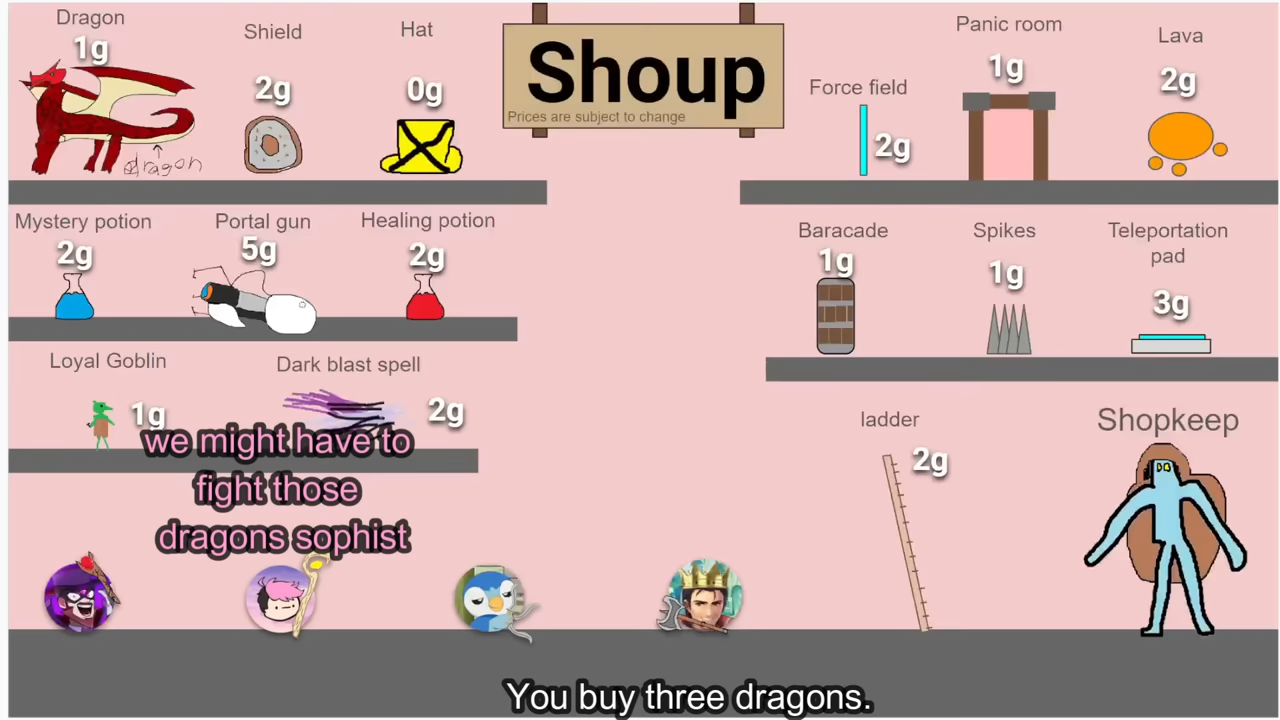 Dragon
1g
dragon
Shield
2g
Hat
0g
Shoup
Prices are subject to change
Force field
2g
Panic room
1g
Lava
2g
Mystery potion
2g
Portal gun
5g
Healing potion
2g
Baracade
1g
Spikes
1g
Teleportation
pad
3g
Loyal Goblin
1g
Dark blast spell
2g
we might have to
fight those
dragons sophist
ladder
2g
Shopkeep
You buy three dragons.